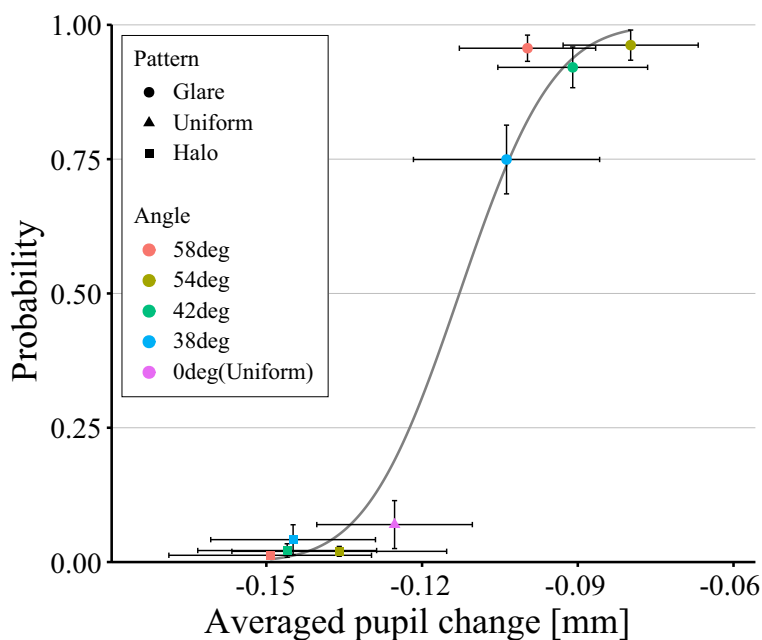 1.00
0.75
0.50
0.25
0.00
Probability
Pattern
Glare
Uniform
Halo
Angle
58deg
54deg
42deg
38deg
0deg(Uniform)
-0.15
-0.12
-0.09
-0.06
Averaged pupil change [mm]